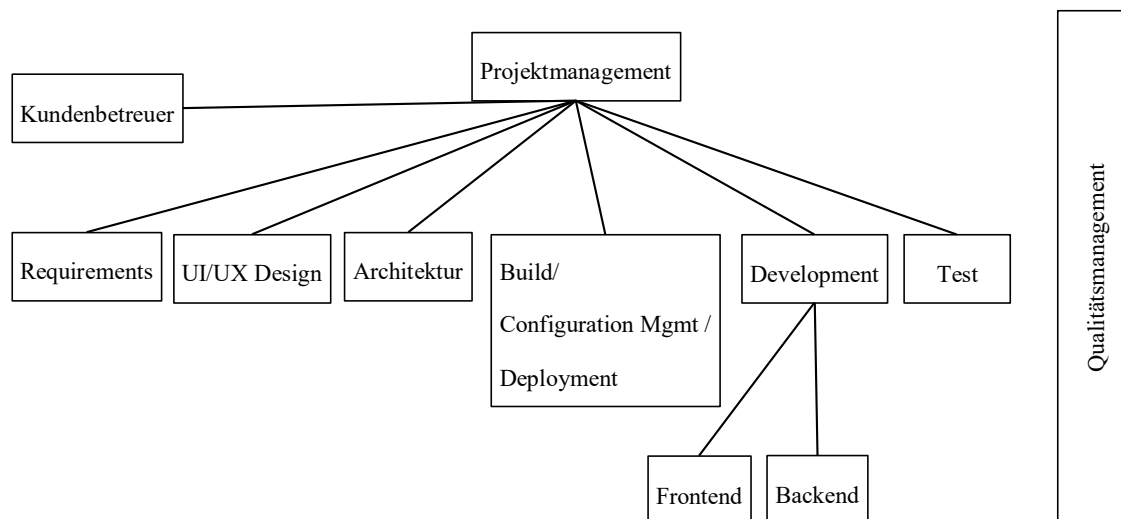 Projektmanagement
Kundenbetreuer
Requirements
UI/UX Design
Architektur
Build/
Configuration Mgmt /
Deployment
Development
Test
Frontend
Backend
Qualitätsmanagement